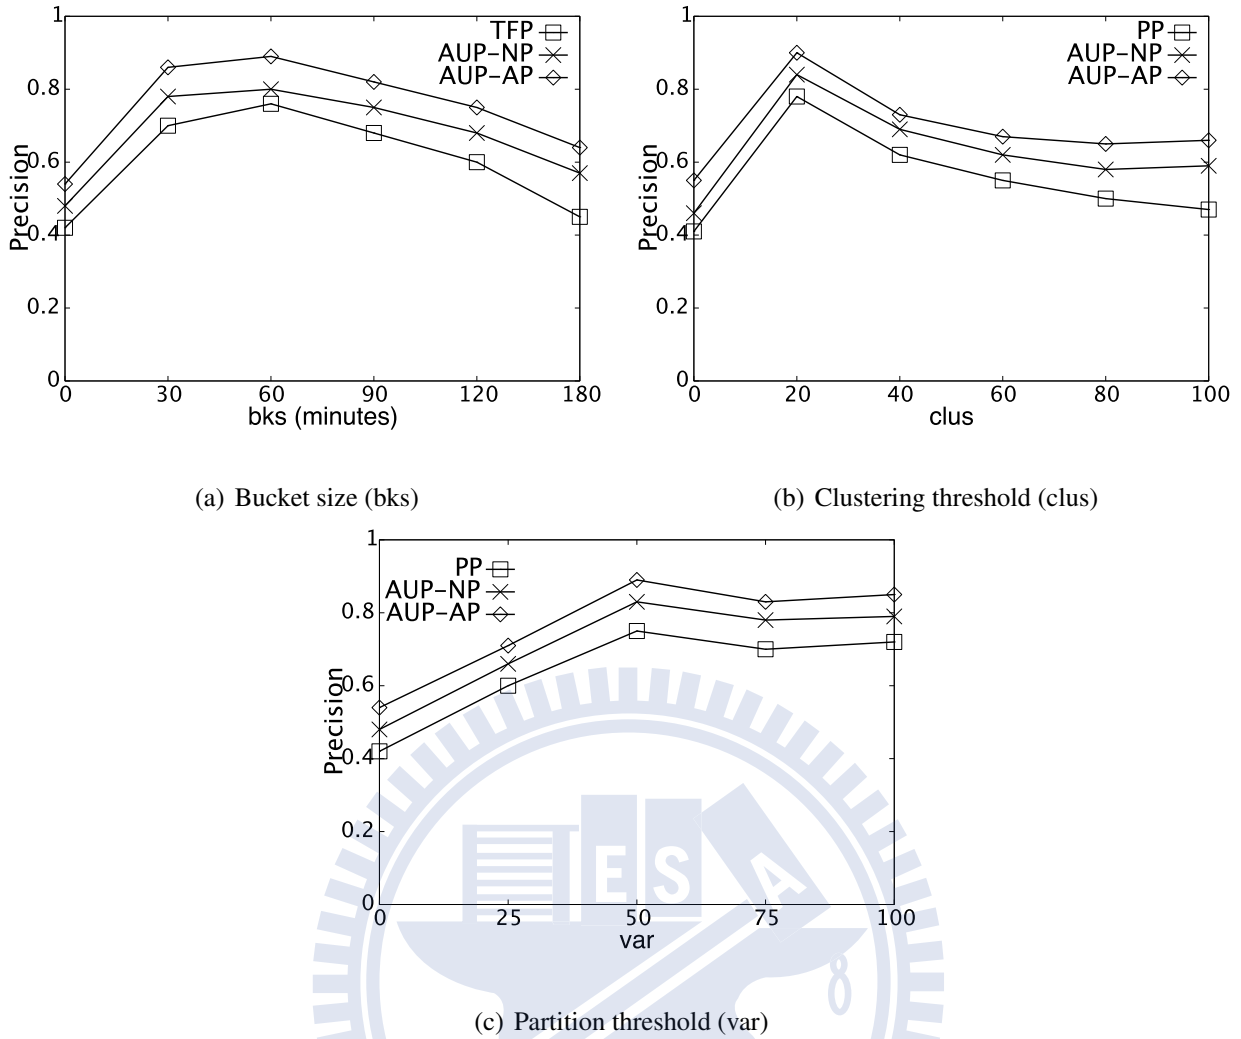 1
0.8
0.6
0.4
0.2
0
Precision
TFP
AUP-NP
AUP-AP
0 30 60 90 120 180
bks (minutes)
(a) Bucket size (bks)
1
0.8
0.6
0.4
0.2
0
Precision
PP
AUP-NP
AUP-AP
0 20 40 60 80 100
clus
(b) Clustering threshold (clus)
1
0.8
0.6
0.4
0.2
0
Precision
PP
AUP-NP
AUP-AP
0 25 50 75 100
var
E S A
8
(c) Partition threshold (var)